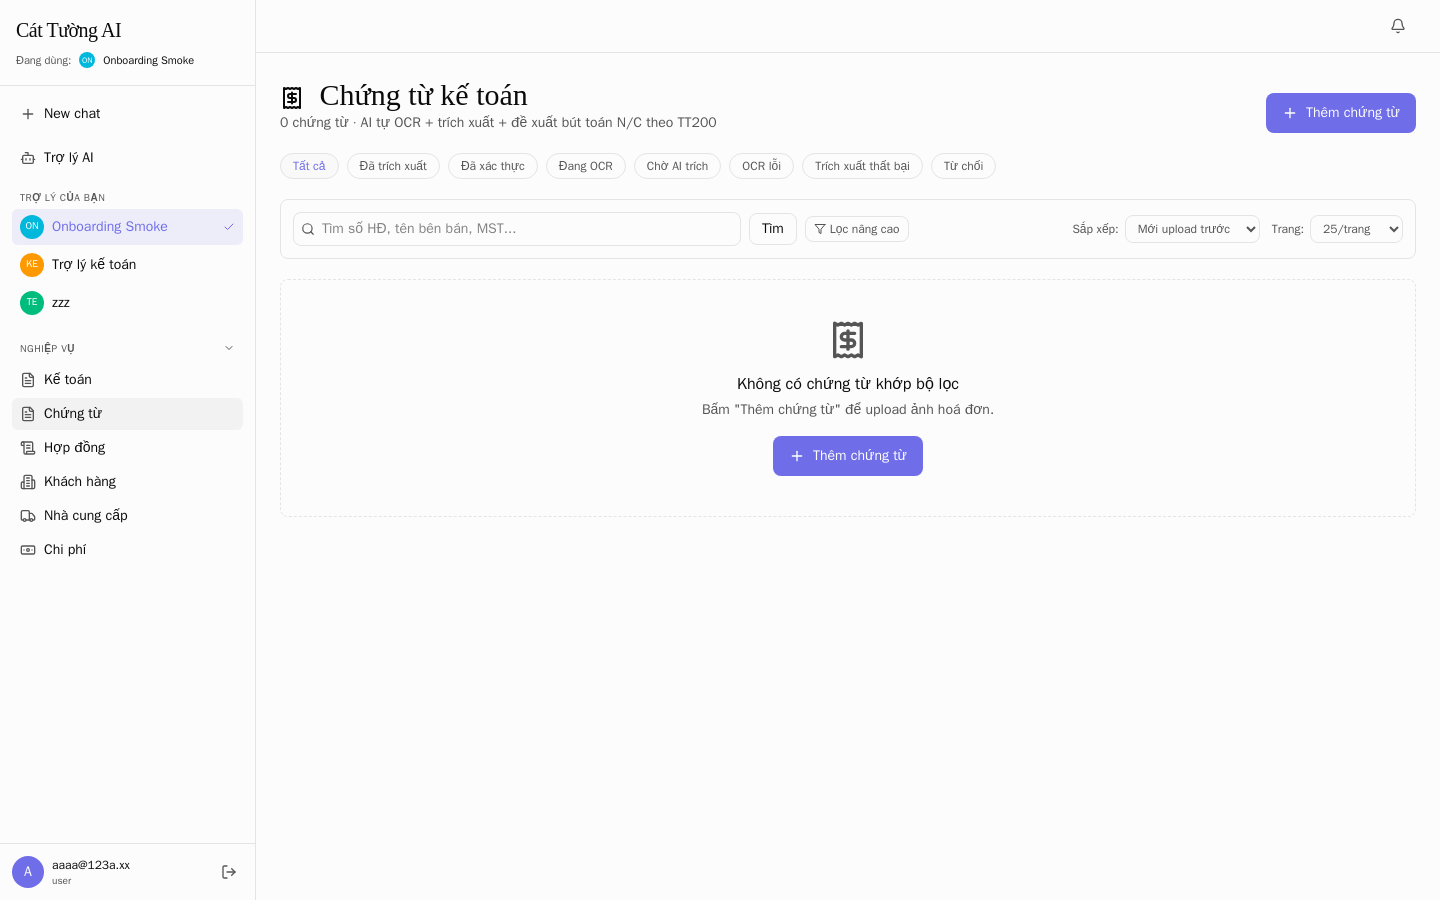 Cát Tường AI
Đang dùng: ON Onboarding Smoke
New chat
Trợ lý AI
TRỢ LÝ CỦA BẠN
ON Onboarding Smoke
KE Trợ lý kế toán
TE zzz
NGHIỆP VỤ
Kế toán
Chứng từ
Hợp đồng
Khách hàng
Nhà cung cấp
Chi phí
A aaaa@123a.xx
user
Chứng từ kế toán
0 chứng từ · AI tự OCR + trích xuất + đề xuất bút toán N/C theo TT200
Thêm chứng từ
Tất cả Đã trích xuất Đã xác thực Đang OCR Chờ AI trích OCR lỗi Trích xuất thất bại Từ chối
Tìm số HĐ, tên bên bán, MST... Tìm Lọc nâng cao Sắp xếp: Mới upload trước Trang: 25/trang
Không có chứng từ khớp bộ lọc
Bấm "Thêm chứng từ" để upload ảnh hoá đơn.
Thêm chứng từ